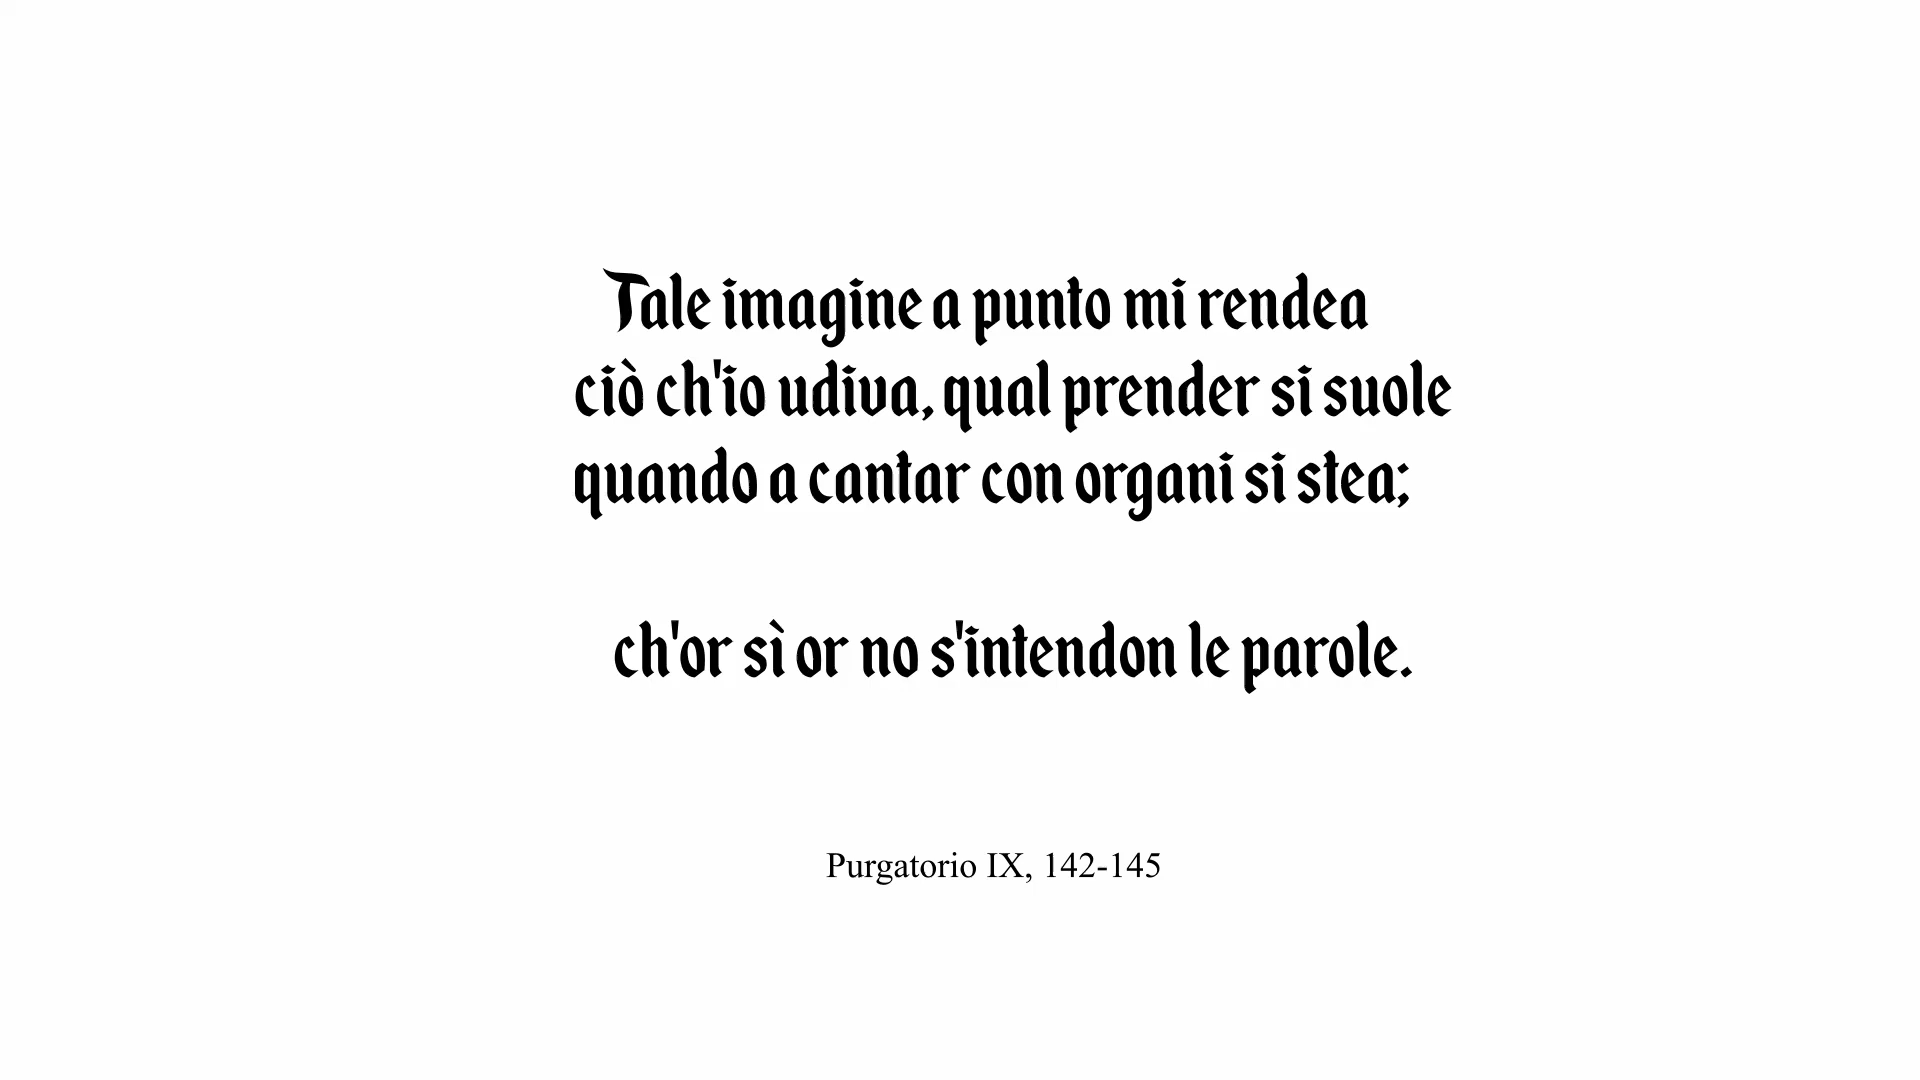 Tale imagine a punto mi rendea
ciò ch'io udiva, qual prender si suole
quando a cantar con organi si stea;
ch'or sì or no s'intendon le parole.
Purgatorio IX, 142-145